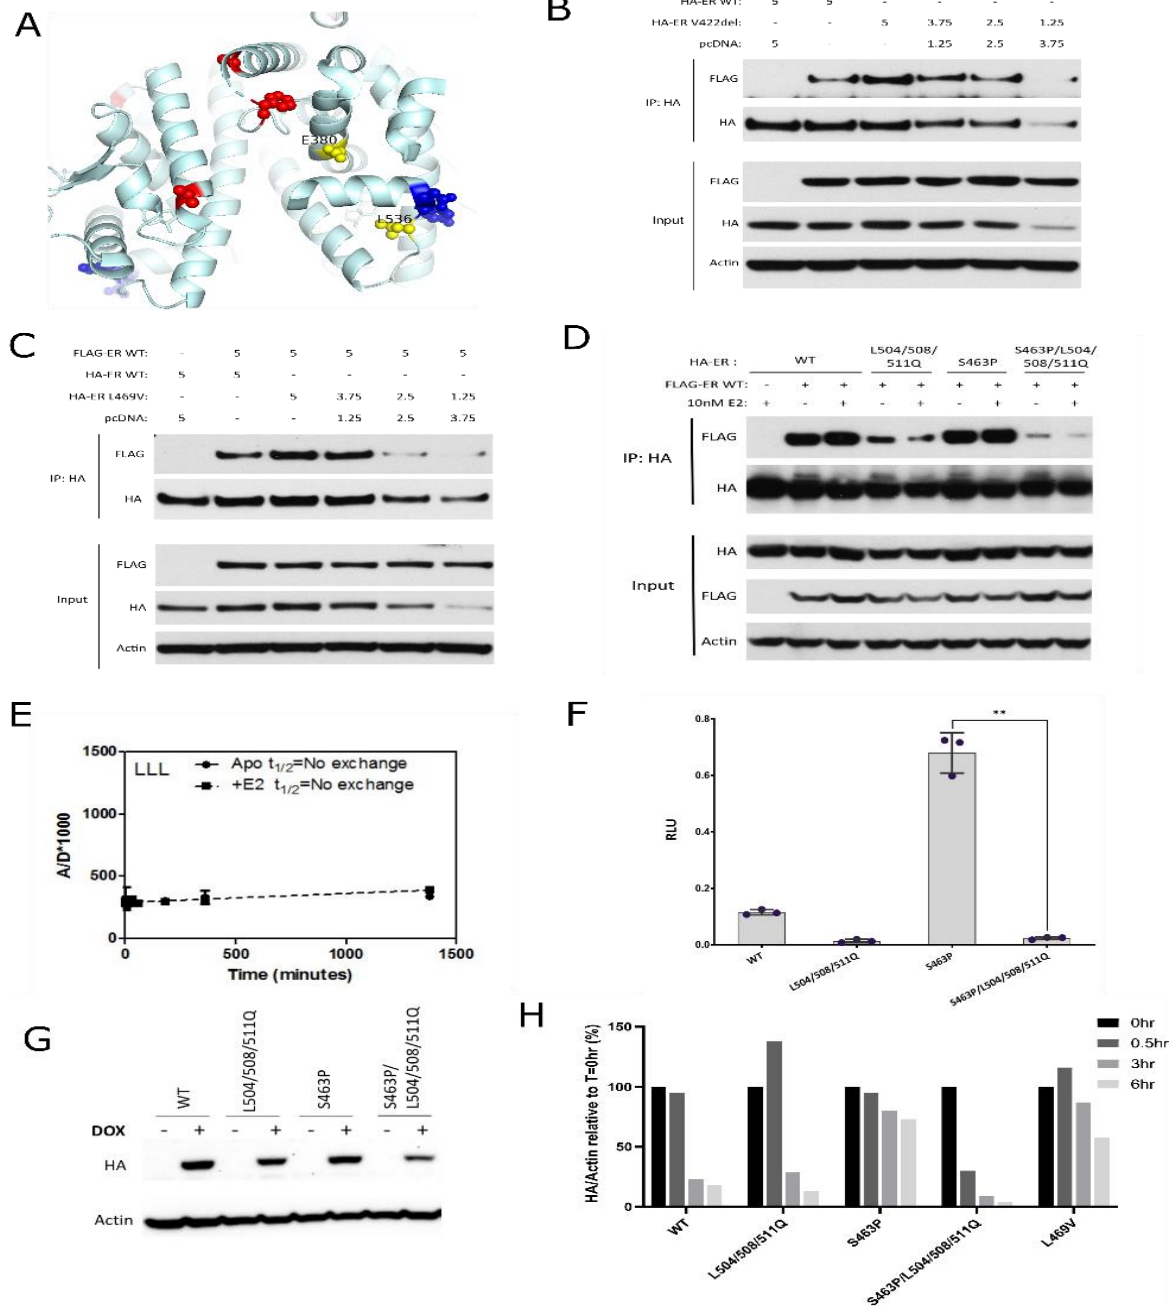 A
E380
L536
B
HA-ER WT: 5 5 - - - -
HA-ER V422del: - - 5 3.75 2.5 1.25
pcDNA: 5 - - 1.25 2.5 3.75
IP: HA
FLAG
HA
Input
FLAG
HA
Actin
C
FLAG-ER WT: - 5 5 5 5 5
HA-ER WT: 5 5 - - - -
HA-ER L469V: - - 5 3.75 2.5 1.25
pcDNA: 5 - - 1.25 2.5 3.75
IP: HA
FLAG
HA
Input
FLAG
HA
Actin
D
HA-ER : WT L504/508/511Q S463P S463P/L504/508/511Q
FLAG-ER WT: - + + + + + + + +
10nM E2: + - + - + - + - +
IP: HA
FLAG
HA
Input
HA
FLAG
Actin
E
LLL
Apo t1/2=No exchange
+E2 t1/2=No exchange
A/D*1000
1500
1000
500
0
0 500 1000 1500
Time (minutes)
F
**
RLU
0.8
0.6
0.4
0.2
0.0
WT
L504/508/511Q
S463P
S463P/L504/508/511Q
G
WT
L504/508/511Q
S463P
S463P/
L504/508/511Q
DOX - + - + - + - +
HA
Actin
H
HA/Actin relative to T=0hr (%)
150
100
50
0
0hr
0.5hr
3hr
6hr
WT
L504/508/511Q
S463P
S463P/L504/508/511Q
L469V